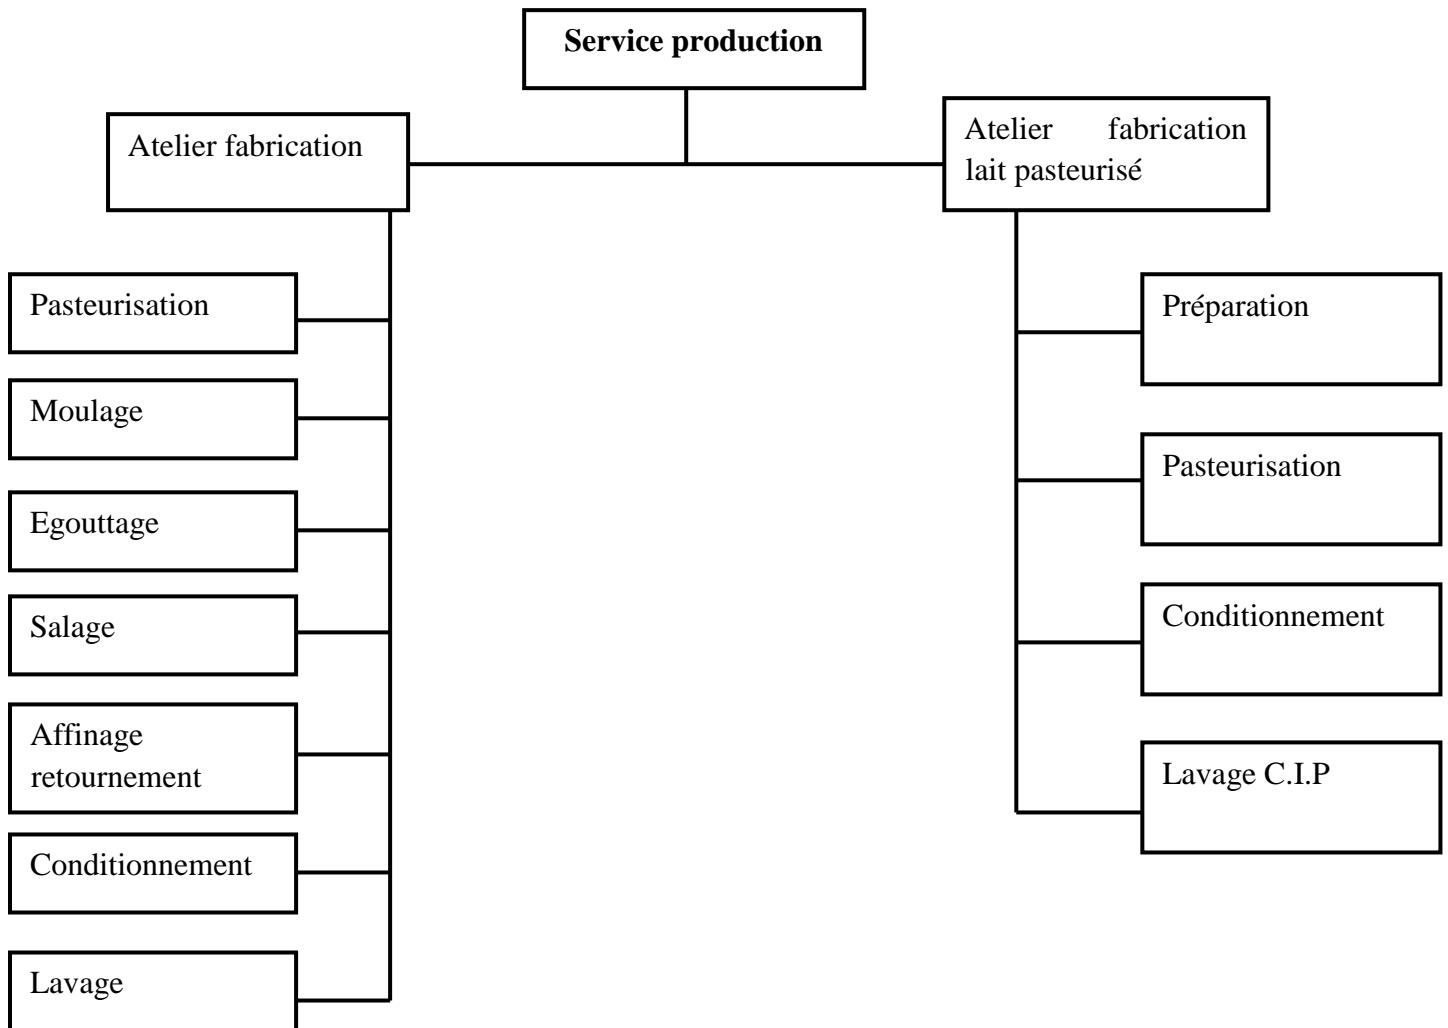 Service production
Atelier fabrication
Atelier fabrication
lait pasteurisé
Pasteurisation
Moulage
Egouttage
Salage
Affinage
retournement
Conditionnement
Lavage
Préparation
Pasteurisation
Conditionnement
Lavage C.I.P